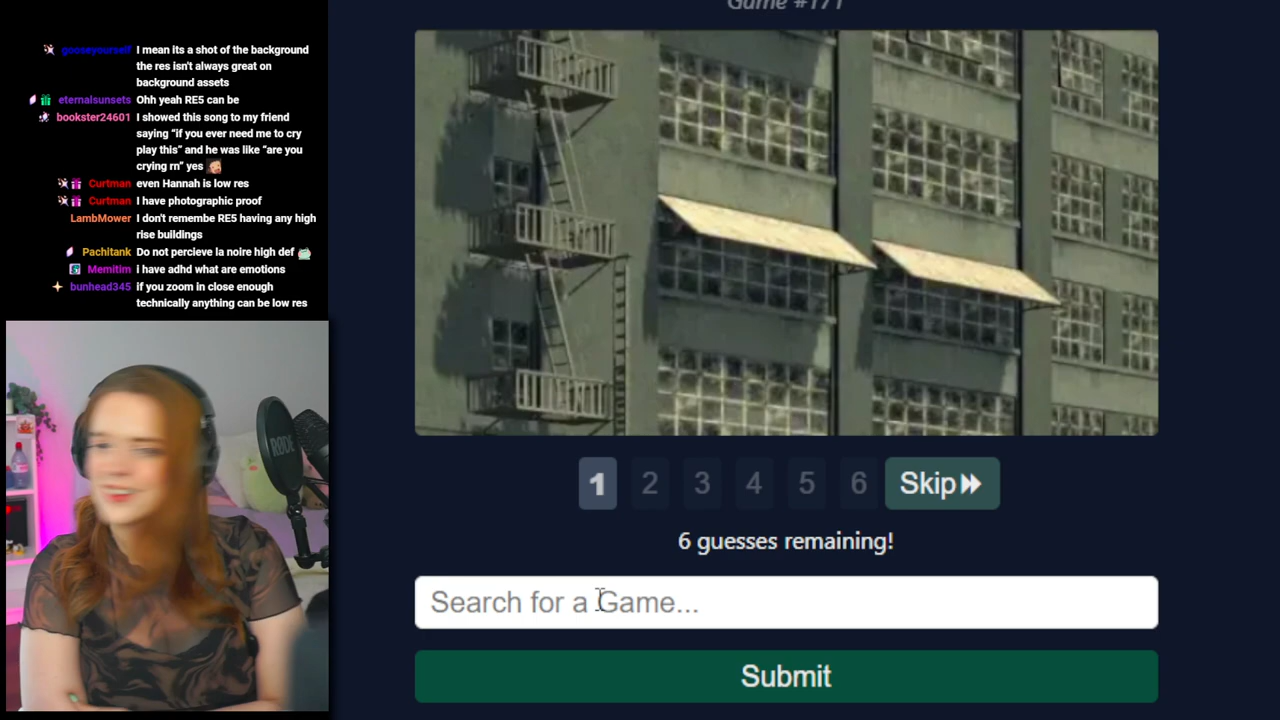 Game #171
gooseyourself I mean its a shot of the background
the res isn't always great on
background assets
eternalsunsets Ohh yeah RE5 can be
bookster24601 I showed this song to my friend
saying “if you ever need me to cry
play this” and he was like “are you
crying rn” yes
Curtman even Hannah is low res
Curtman I have photographic proof
LambMower I don't remembe RE5 having any high
rise buildings
Pachitank Do not percieve la noire high def
Memitim i have adhd what are emotions
bunhead345 if you zoom in close enough
technically anything can be low res
RØDE
1 2 3 4 5 6 Skip
6 guesses remaining!
Search for a Game...
Submit